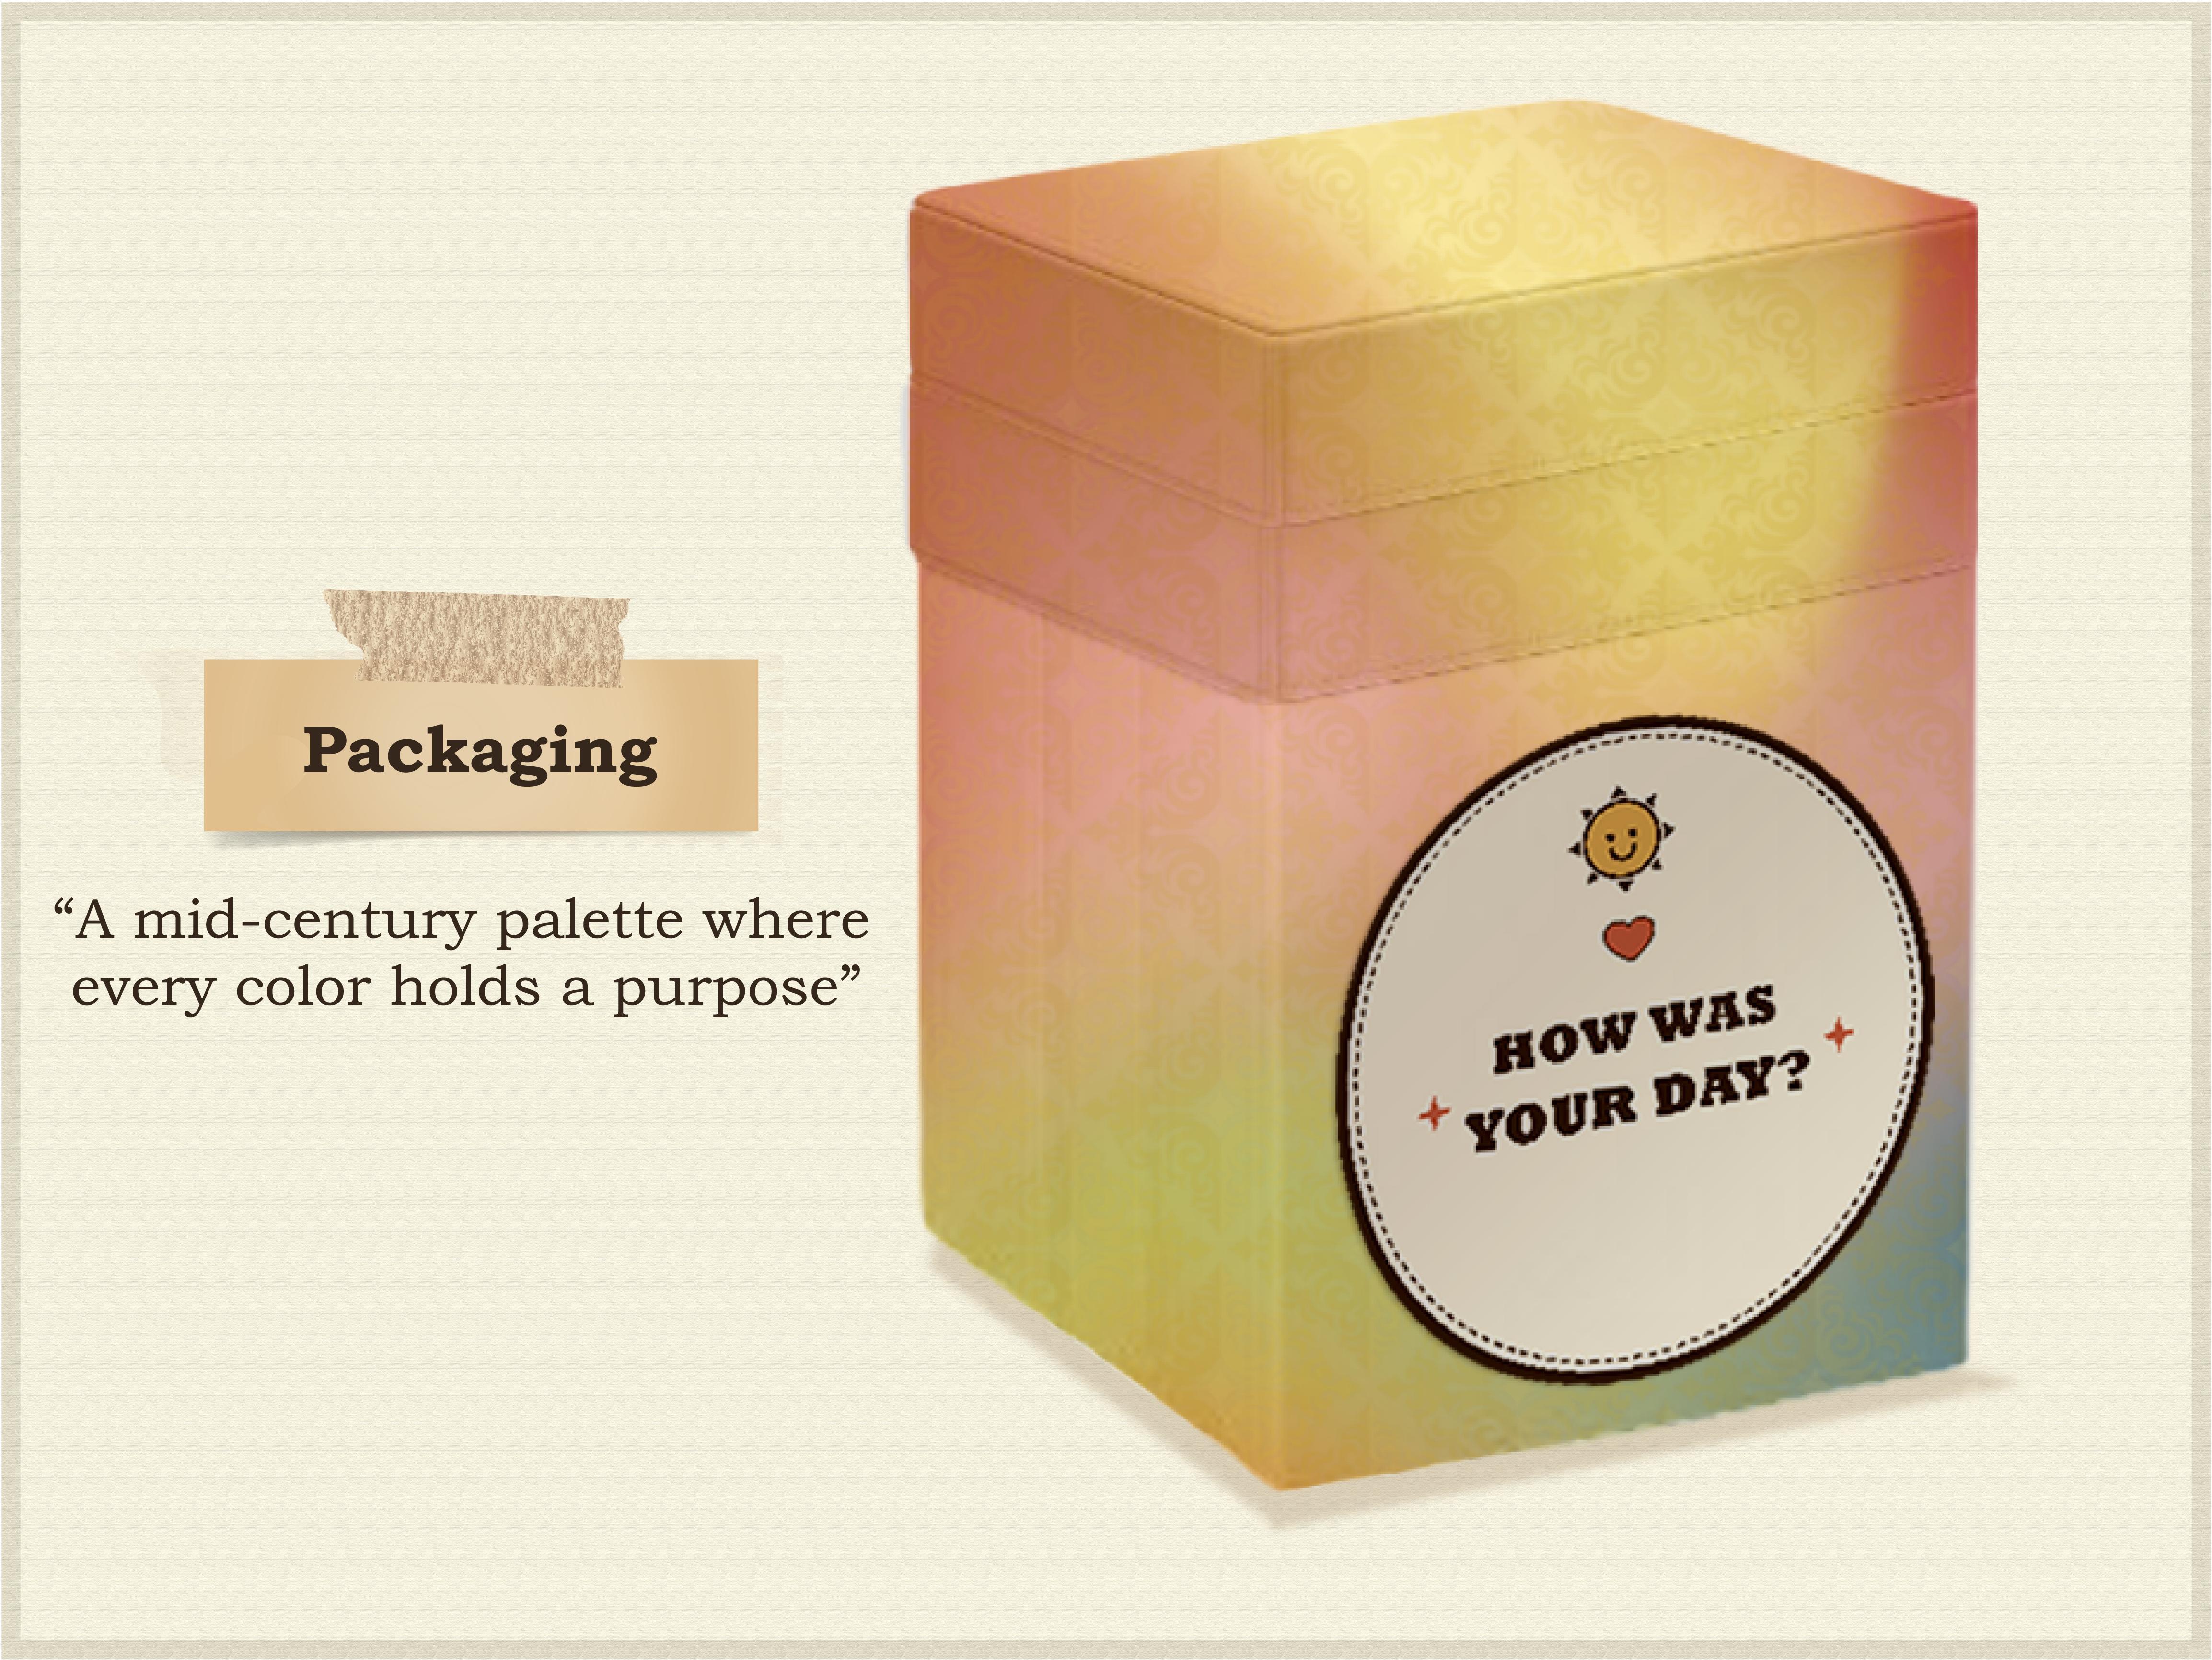 Packaging
“A mid-century palette where
every color holds a purpose”
HOW WAS
YOUR DAY?